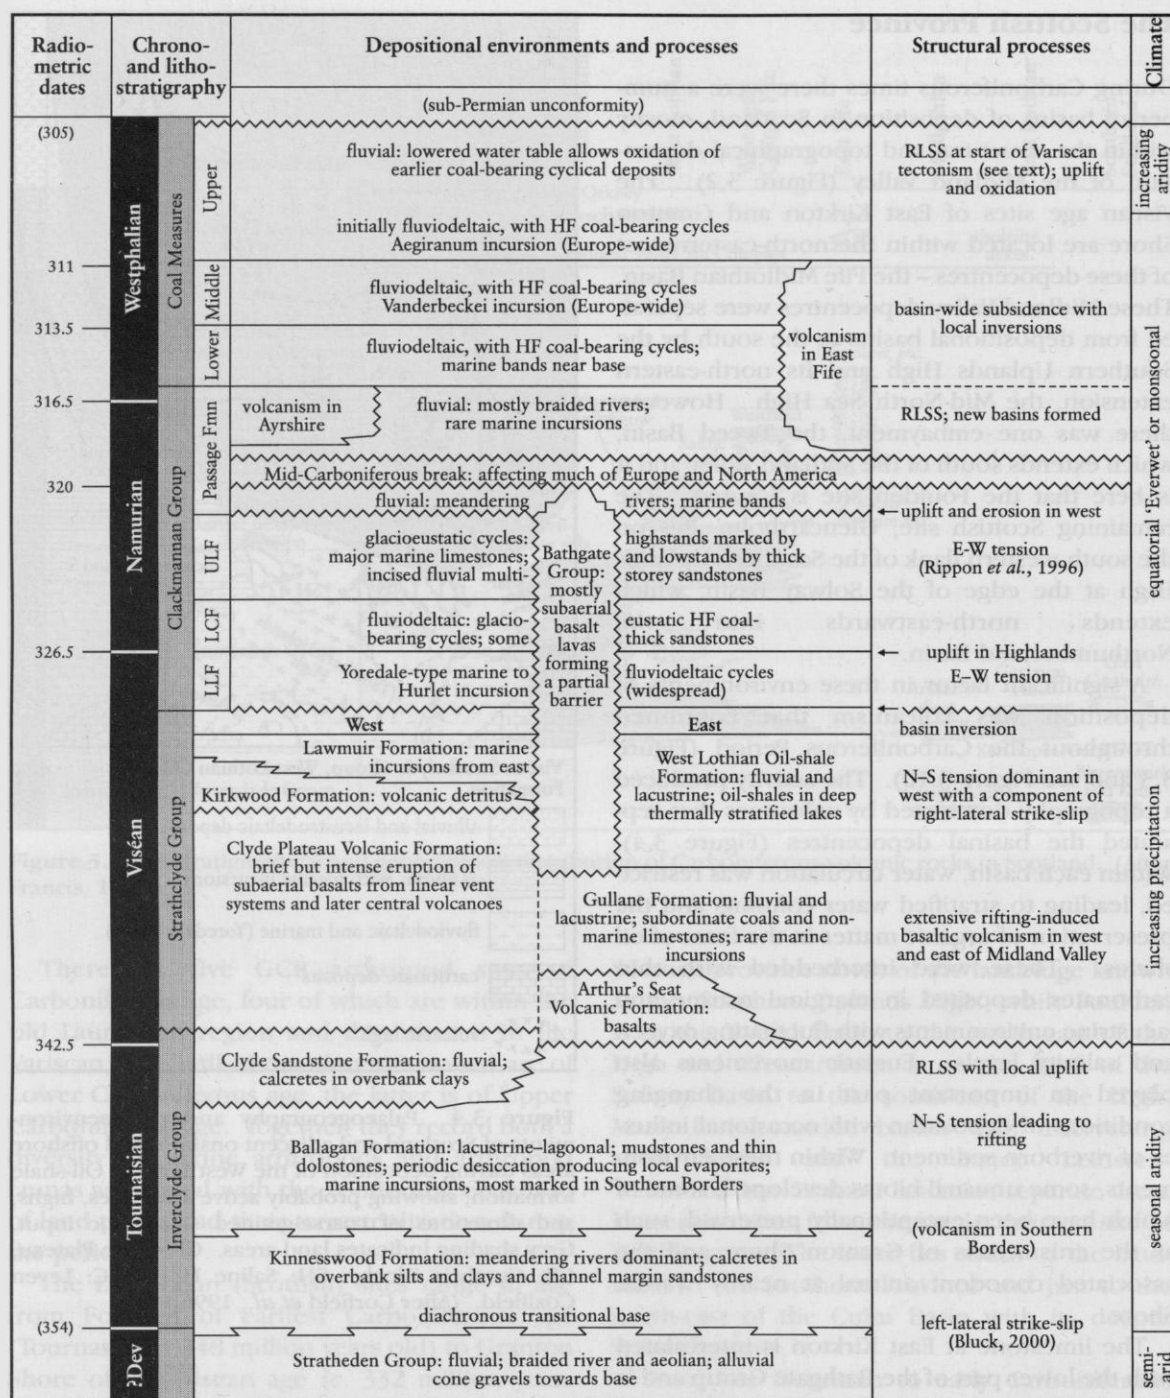 Radio-
metric
dates
Chrono-
and litho-
stratigraphy
Depositional environments and processes
(sub-Permian unconformity)
Structural processes
Climate
(305)
311
313.5
316.5
320
326.5
342.5
(354)
Westphalian
Namurian
Viséan
Tournaisian
?Dev
Coal Measures
Clackmannan Group
Strathclyde Group
Inverclyde Group
Upper
Middle
Lower
Passage Fmn
ULF
LCF
LLF
fluvial: lowered water table allows oxidation of
earlier coal-bearing cyclical deposits
initially fluviodeltaic, with HF coal-bearing cycles
Aegiranum incursion (Europe-wide)
fluviodeltaic, with HF coal-bearing cycles
Vanderbeckei incursion (Europe-wide)
fluviodeltaic, with HF coal-bearing cycles;
marine bands near base
volcanism
in East
Fife
volcanism in
Ayrshire
fluvial: mostly braided rivers;
rare marine incursions
Mid-Carboniferous break: affecting much of Europe and North America
fluvial: meandering
rivers; marine bands
glacioeustatic cycles:
major marine limestones;
incised fluvial multi-
highstands marked by
and lowstands by thick
storey sandstones
Bathgate
Group:
mostly
subaerial
basalt
lavas
forming
a partial
barrier
fluviodeltaic: glacio-
bearing cycles; some
eustatic HF coal-
thick sandstones
Yoredale-type marine to
Hurlet incursion
fluviodeltaic cycles
(widespread)
West
East
Lawmuir Formation: marine
incursions from east
Kirkwood Formation: volcanic detritus
West Lothian Oil-shale
Formation: fluvial and
lacustrine; oil-shales in deep
thermally stratified lakes
Clyde Plateau Volcanic Formation:
brief but intense eruption of
subaerial basalts from linear vent
systems and later central volcanoes
Gullane Formation: fluvial and
laustrine; subordinate coals and non-
marine limestones; rare marine
incursions
Arthur's Seat
Volcanic Formation:
basalts
Clyde Sandstone Formation: fluvial;
calcretes in overbank clays
Ballagan Formation: lacustrine–lagoonal; mudstones and thin
dolostones; periodic desiccation producing local evaporites;
marine incursions, most marked in Southern Borders
Kinnesswood Formation: meandering rivers dominant; calcretes in
overbank silts and clays and channel margin sandstones
diachronous transitional base
Stratheden Group: fluvial; braided river and aeolian; alluvial
cone gravels towards base
RLSS at start of Variscan
tectonism (see text); uplift
and oxidation
basin-wide subsidence with
local inversions
RLSS; new basins formed
uplift and erosion in west
E-W tension
(Rippon et al., 1996)
uplift in Highlands
E–W tension
basin inversion
N–S tension dominant in
west with a component of
right-lateral strike-slip
extensive rifting-induced
basaltic volcanism in west
and east of Midland Valley
RLSS with local uplift
N–S tension leading to
rifting
(volcanism in Southern
Borders)
left-lateral strike-slip
(Bluck, 2000)
increasing
aridity
equatorial 'Everwet' or monsoonal
increasing precipitation
seasonal aridity
semi-
arid